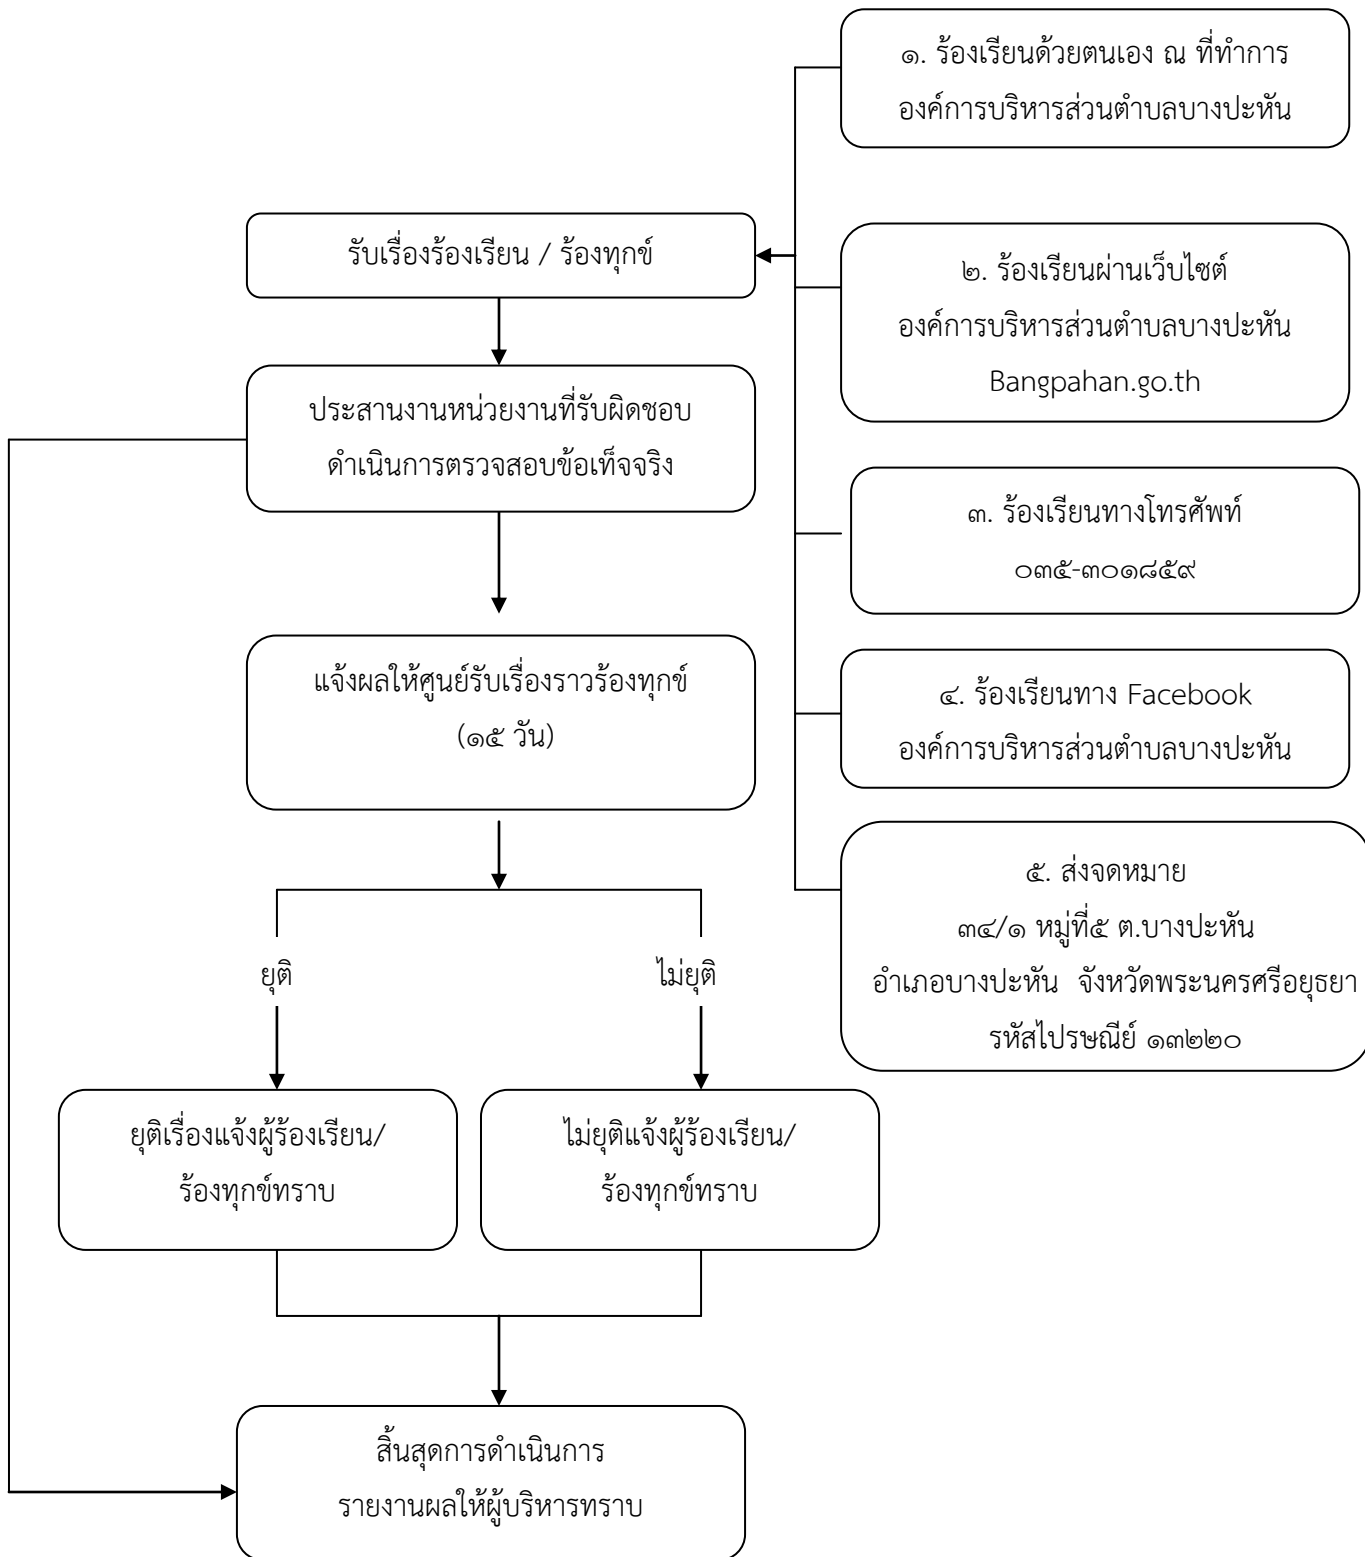 ๑. ร้องเรียนด้วยตนเอง ณ ที่ทำการ
องค์การบริหารส่วนตำบลบางปะหัน
รับเรื่องร้องเรียน / ร้องทุกข์
๒. ร้องเรียนผ่านเว็บไซต์
องค์การบริหารส่วนตำบลบางปะหัน
Bangpahan.go.th
ประสานงานหน่วยงานที่รับผิดชอบ
ดำเนินการตรวจสอบข้อเท็จจริง
๓. ร้องเรียนทางโทรศัพท์
๐๓๕-๓๐๑๘๕๙
แจ้งผลให้ศูนย์รับเรื่องราวร้องทุกข์
(๑๕ วัน)
๔. ร้องเรียนทาง Facebook
องค์การบริหารส่วนตำบลบางปะหัน
๕. ส่งจดหมาย
๓๔/๑ หมู่ที่๕ ต.บางปะหัน
อำเภอบางปะหัน จังหวัดพระนครศรีอยุธยา
รหัสไปรษณีย์ ๑๓๒๒๐
ยุติ
ไม่ยุติ
ยุติเรื่องแจ้งผู้ร้องเรียน/
ร้องทุกข์ทราบ
ไม่ยุติแจ้งผู้ร้องเรียน/
ร้องทุกข์ทราบ
สิ้นสุดการดำเนินการ
รายงานผลให้ผู้บริหารทราบ